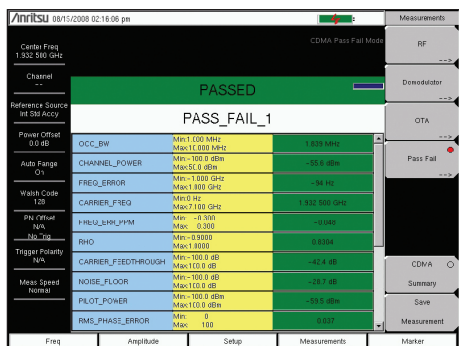 Anritsu 08/15/2008 02:16:06 pm
Measurements
CDMA Pass Fail Mode
Center Freq
1.932 500 GHz
Channel
--
Reference Source
Int Std Accy
Power Offset
0.0 dB
Auto Range
On
Walsh Code
128
PN Offset
N/A
No Trig
Trigger Polarity
N/A
Meas Speed
Normal
PASSED
PASS_FAIL_1
OCC_BW
Min:1.000 MHz
Max:10.000 MHz
1.839 MHz
CHANNEL_POWER
Min:-100.0 dBm
Max:50.0 dBm
-55.6 dBm
FREQ_ERROR
Min:-1.000 GHz
Max:1.000 GHz
-94 Hz
CARRIER_FREQ
Min:0 Hz
Max:7.100 GHz
1.932 500 GHz
FREQ_ERR_PPM
Min: -0.300
Max: 0.300
-0.048
RHO
Min:-0.9000
Max:1.0000
0.8304
CARRIER_FEEDTHROUGH
Min:-100.0 dB
Max:100.0 dB
-42.4 dB
NOISE_FLOOR
Min:-100.0 dB
Max:100.0 dB
-20.7 dB
PILOT_POWER
Min:-100.0 dBm
Max:100.0 dBm
-59.5 dBm
RMS_PHASE_ERROR
Min: 0
Max: 100
0.037
RF
-->
Demodulator
-->
OTA
-->
Pass Fail
-->
CDMA
Summary
Save
Measurement
Freq
Amplitude
Setup
Measurements
Marker